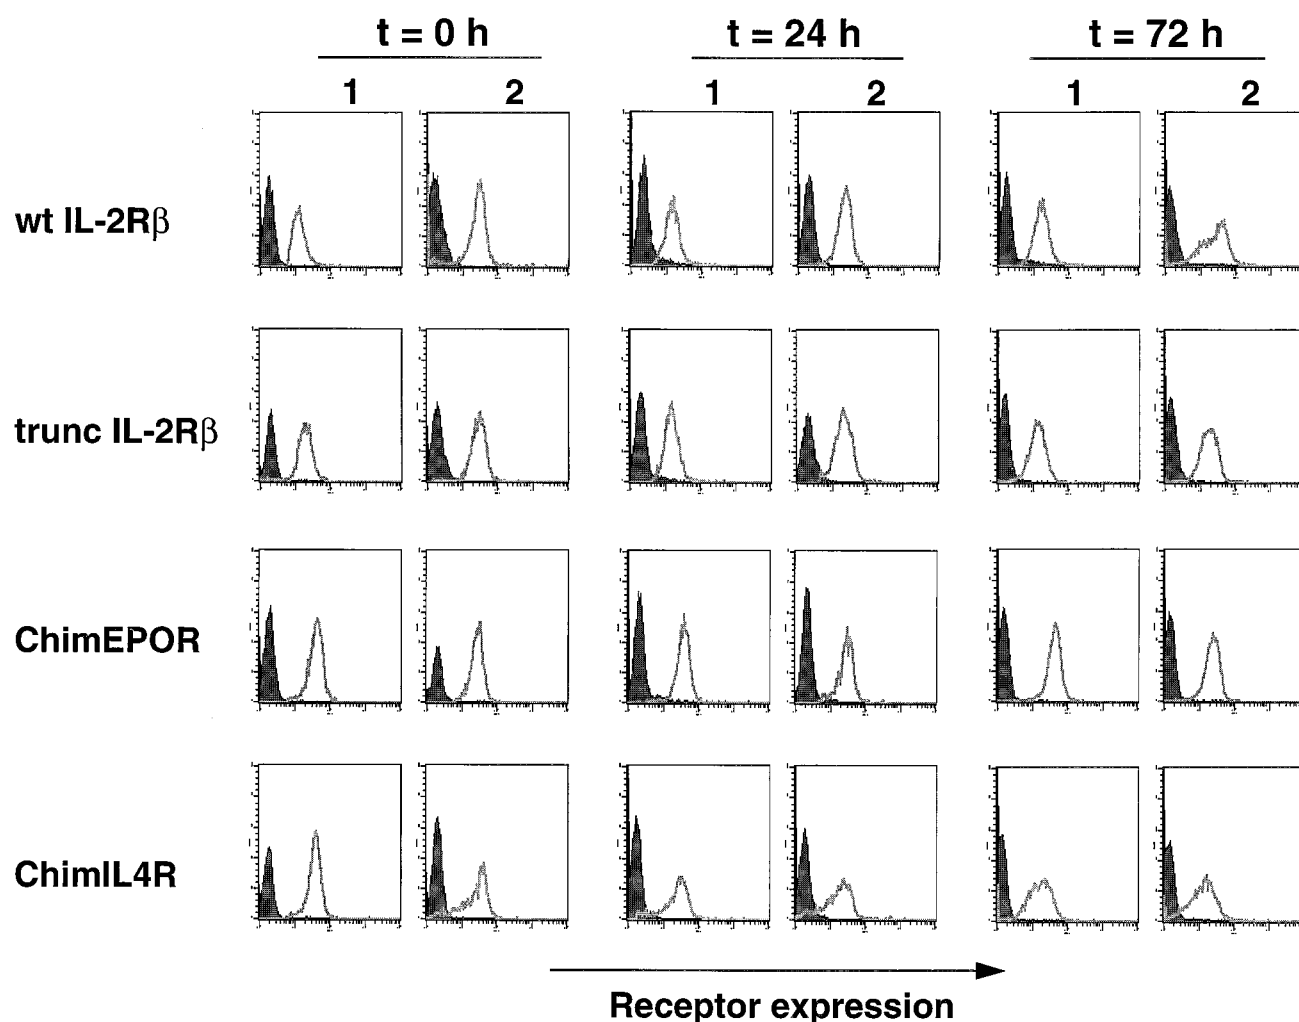 t = 0 h t = 24 h t = 72 h
1 2 1 2 1 2
wt IL-2Rβ
trunc IL-2Rβ
ChimEPOR
ChimIL4R
Receptor expression